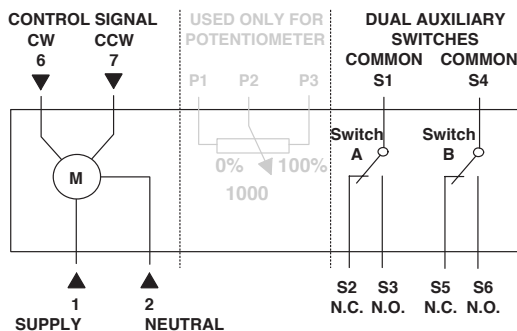 CONTROL SIGNAL
CW CCW
6 7
USED ONLY FOR
POTENTIOMETER
P1 P2 P3
DUAL AUXILIARY
SWITCHES
COMMON COMMON
S1 S4
M
0% 100%
1000
Switch
A
Switch
B
1 2
SUPPLY NEUTRAL
S2 S3 S5 S6
N.C. N.O. N.C. N.O.